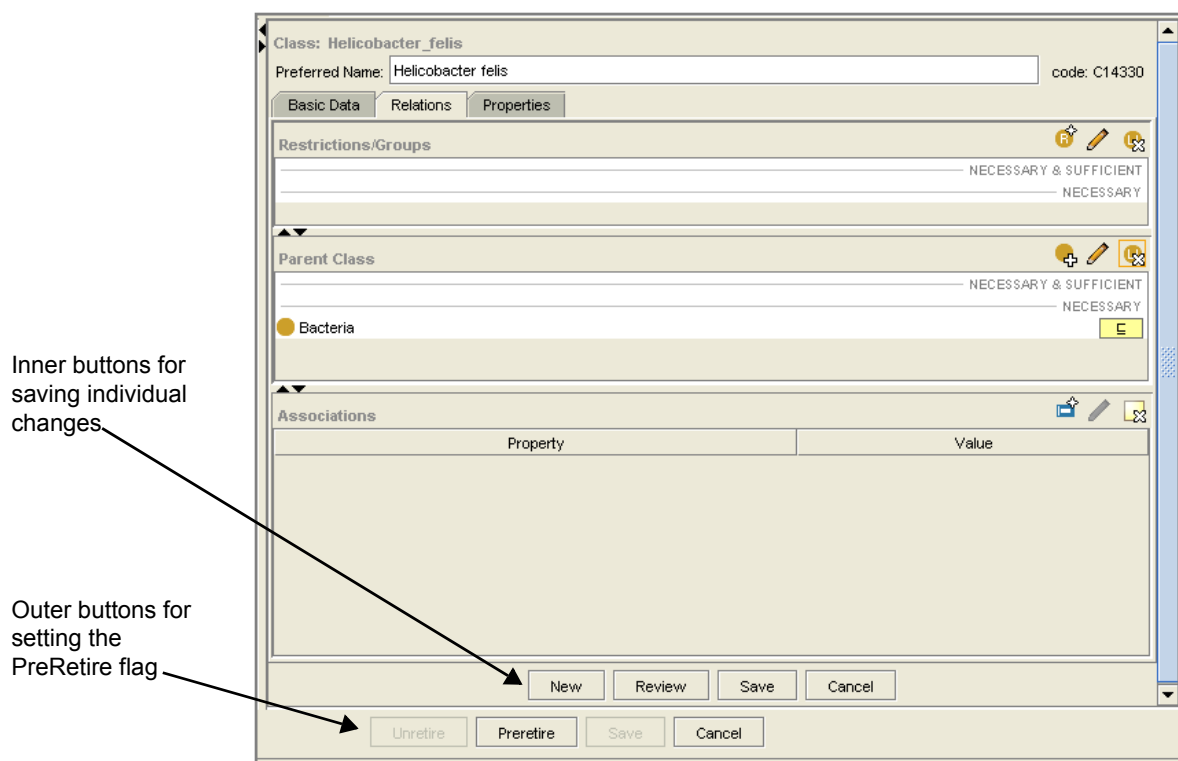 Class: Helicobacter_felis
Preferred Name: Helicobacter felis code: C14330
Basic Data Relations Properties
Restrictions/Groups
NECESSARY & SUFFICIENT
NECESSARY
Parent Class
NECESSARY & SUFFICIENT
NECESSARY
Bacteria ⊑
Inner buttons for
saving individual
changes
Associations
Property Value
Outer buttons for
setting the
PreRetire flag
New Review Save Cancel
Unretire Preretire Save Cancel